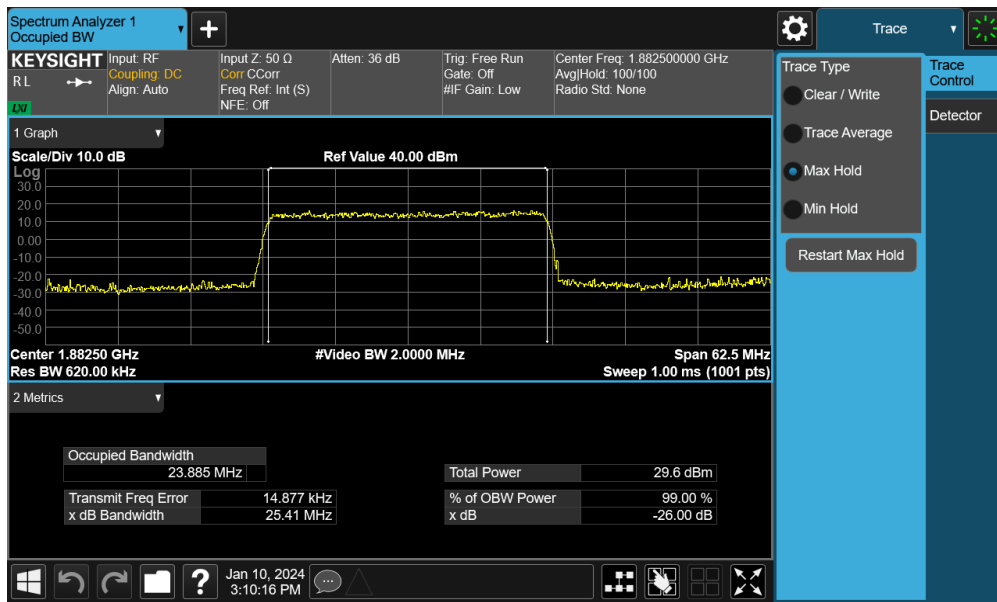 Spectrum Analyzer 1
Occupied BW
Trace
KEYSIGHT
R L
LXI
Input: RF
Coupling: DC
Align: Auto
Input Z: 50 Ω
Corr CCorr
Freq Ref: Int (S)
NFE: Off
Atten: 36 dB
Trig: Free Run
Gate: Off
#IF Gain: Low
Center Freq: 1.882500000 GHz
Avg|Hold: 100/100
Radio Std: None
Trace Type
Clear / Write
Trace Average
Max Hold
Min Hold
Restart Max Hold
Trace
Control
Detector
1 Graph
Scale/Div 10.0 dB
Ref Value 40.00 dBm
Log
30.0
20.0
10.0
0.00
-10.0
-20.0
-30.0
-40.0
-50.0
Center 1.88250 GHz
#Video BW 2.0000 MHz
Span 62.5 MHz
Res BW 620.00 kHz
Sweep 1.00 ms (1001 pts)
2 Metrics
Occupied Bandwidth
23.885 MHz
Total Power 29.6 dBm
Transmit Freq Error 14.877 kHz
% of OBW Power 99.00 %
x dB Bandwidth 25.41 MHz
x dB -26.00 dB
?
Jan 10, 2024
3:10:16 PM